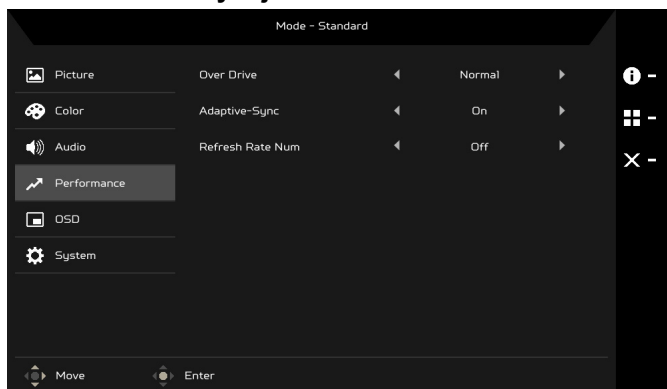 Mode - Standard
Picture
Over Drive
Normal
Color
Adaptive-Sync
On
Audio
Refresh Rate Num
Off
Performance
OSD
System
Move
Enter